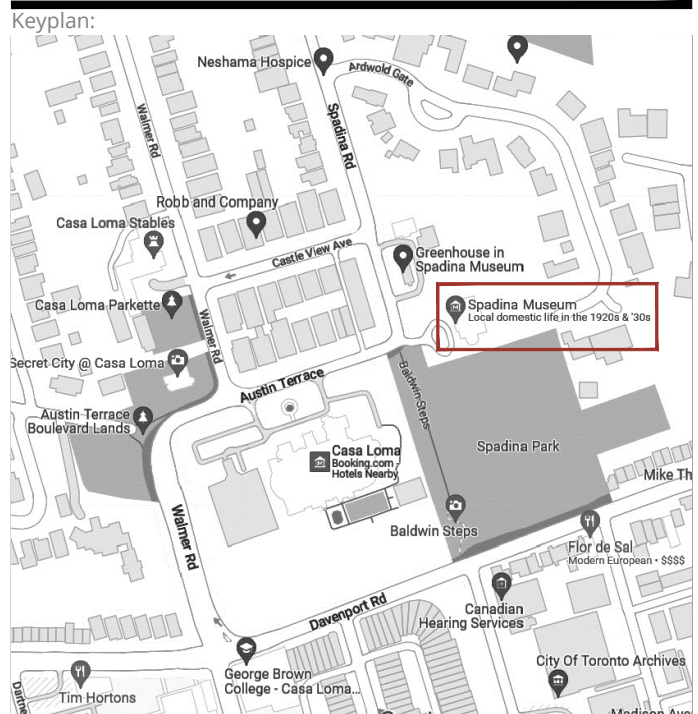 Keyplan:
Neshama Hospice
Ardwold Gate
Walmer Rd
Spadina Rd
Robb and Company
Casa Loma Stables
Castle View Ave
Greenhouse in
Spadina Museum
Casa Loma Parkette
Spadina Museum
Local domestic life in the 1920s & '30s
Walmer Rd
Secret City @ Casa Loma
Austin Terrace
Baldwin Steps
Austin Terrace
Boulevard Lands
Casa Loma
Booking.com
Hotels Nearby
Spadina Park
Mike Th
Walmer Rd
Baldwin Steps
Flor de Sal
Modern European • $$$$
Davenport Rd
Canadian
Hearing Services
George Brown
College - Casa Loma...
City Of Toronto Archives
Tim Hortons
Madison Ave